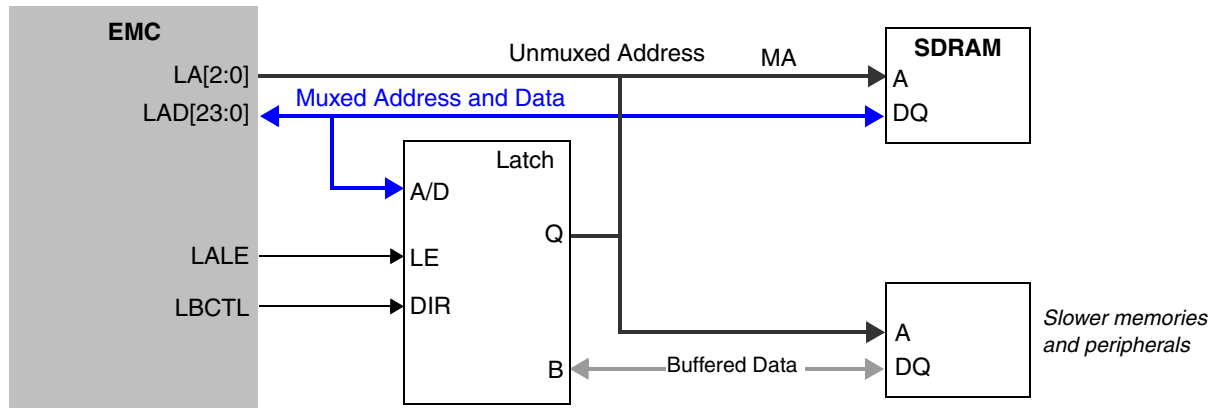 EMC
SDRAM
Unmuxed Address
MA
LA[2:0]
A
Muxed Address and Data
LAD[23:0]
DQ
Latch
A/D
Q
LALE
LE
LBCTL
DIR
Slower memories
and peripherals
A
B
Buffered Data
DQ